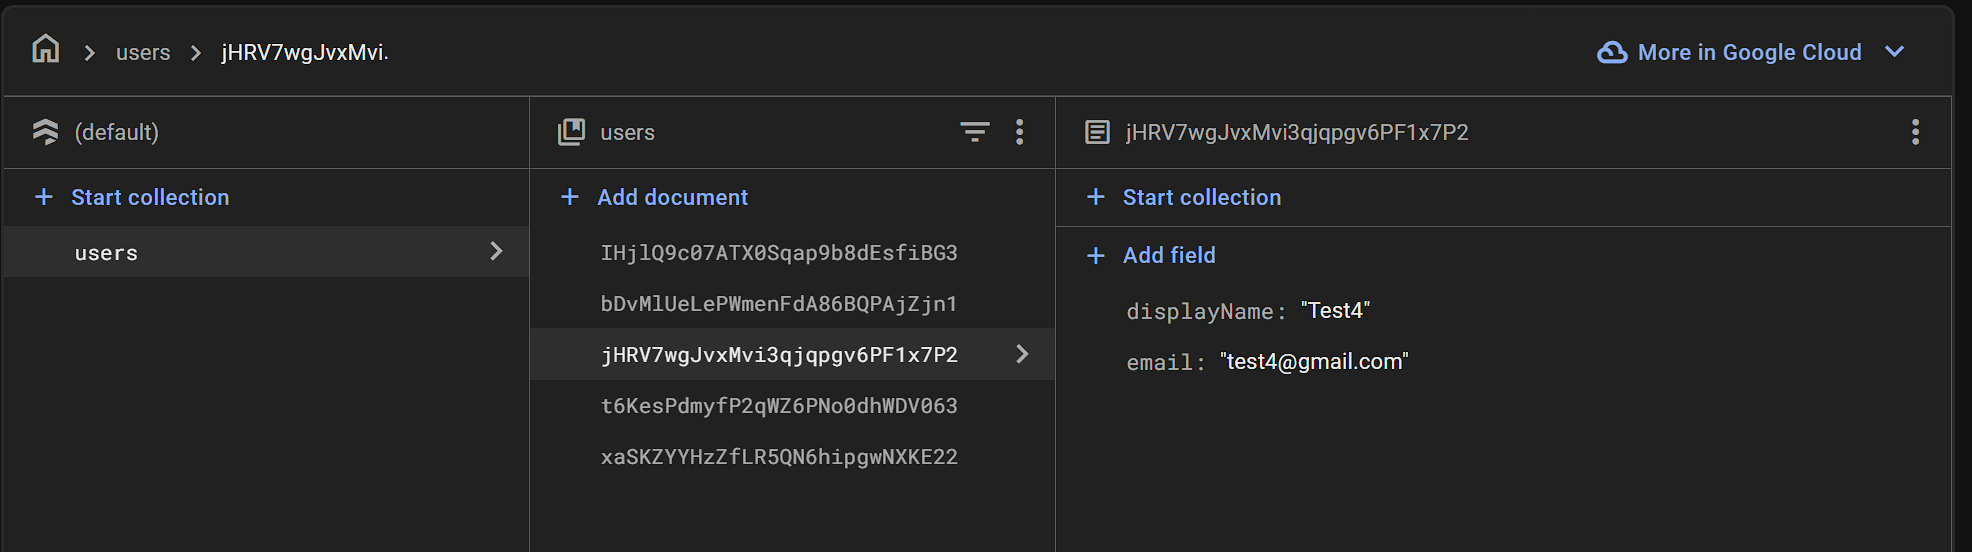 users jHRV7wgJvxMvi. More in Google Cloud
(default)
Start collection
users
users
Add document
IHjlQ9c07ATX0Sqap9b8dEsfiBG3
bDvMlUeLePWmenFdA86BQPAjZjn1
jHRV7wgJvxMvi3qjqpgv6PF1x7P2
t6KesPdmyfP2qWZ6PNo0dhWDV063
xaSKZYYHzZfLR5QN6hipgwNXKE22
jHRV7wgJvxMvi3qjqpgv6PF1x7P2
Start collection
Add field
displayName: "Test4"
email: "test4@gmail.com"